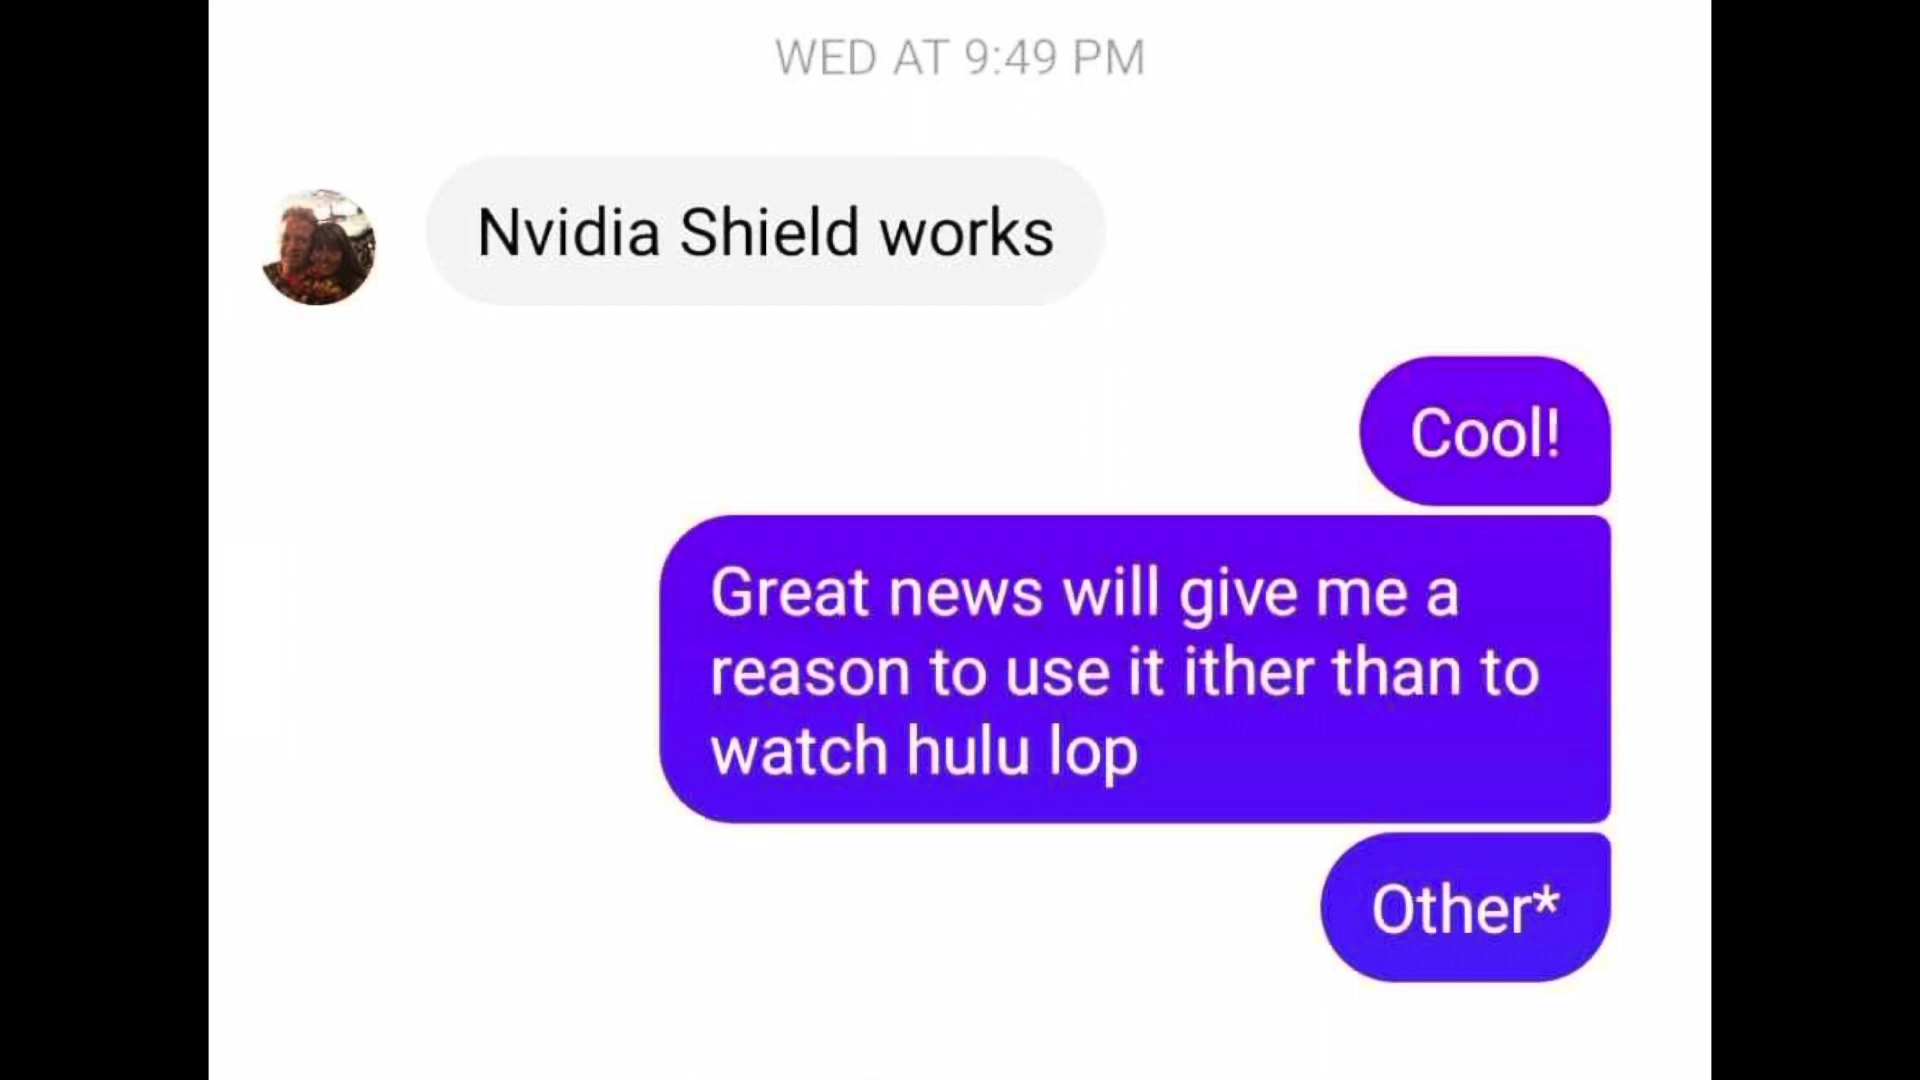 WED AT 9:49 PM
Nvidia Shield works
Cool!
Great news will give me a
reason to use it ither than to
watch hulu lop
Other*